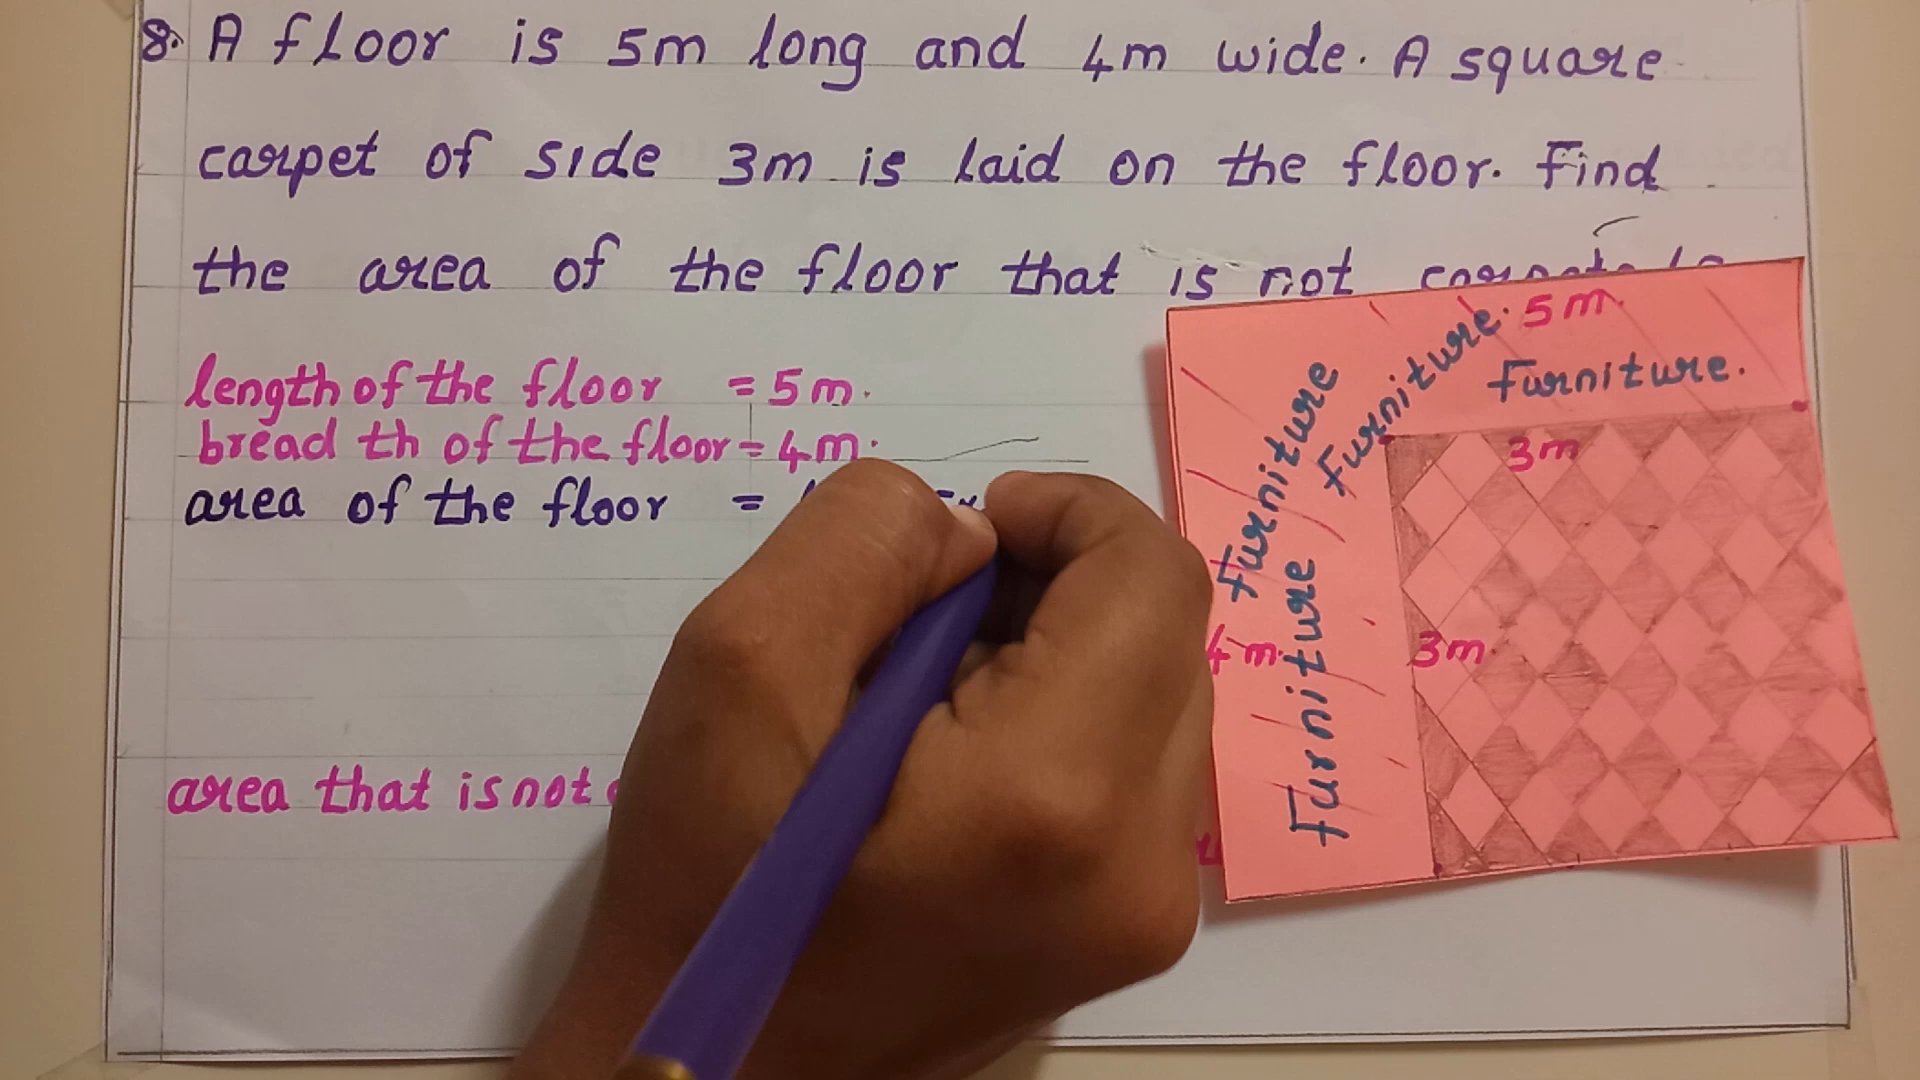 8. A floor is 5m long and 4m wide. A square
carpet of side 3m is laid on the floor. Find
the area of the floor that is not
length of the floor = 5m.
bread th of the floor = 4m.
area of the floor =
area that is not
5m.
Furniture.
Furniture.
Furniture
Furniture
4m.
3m
3m.